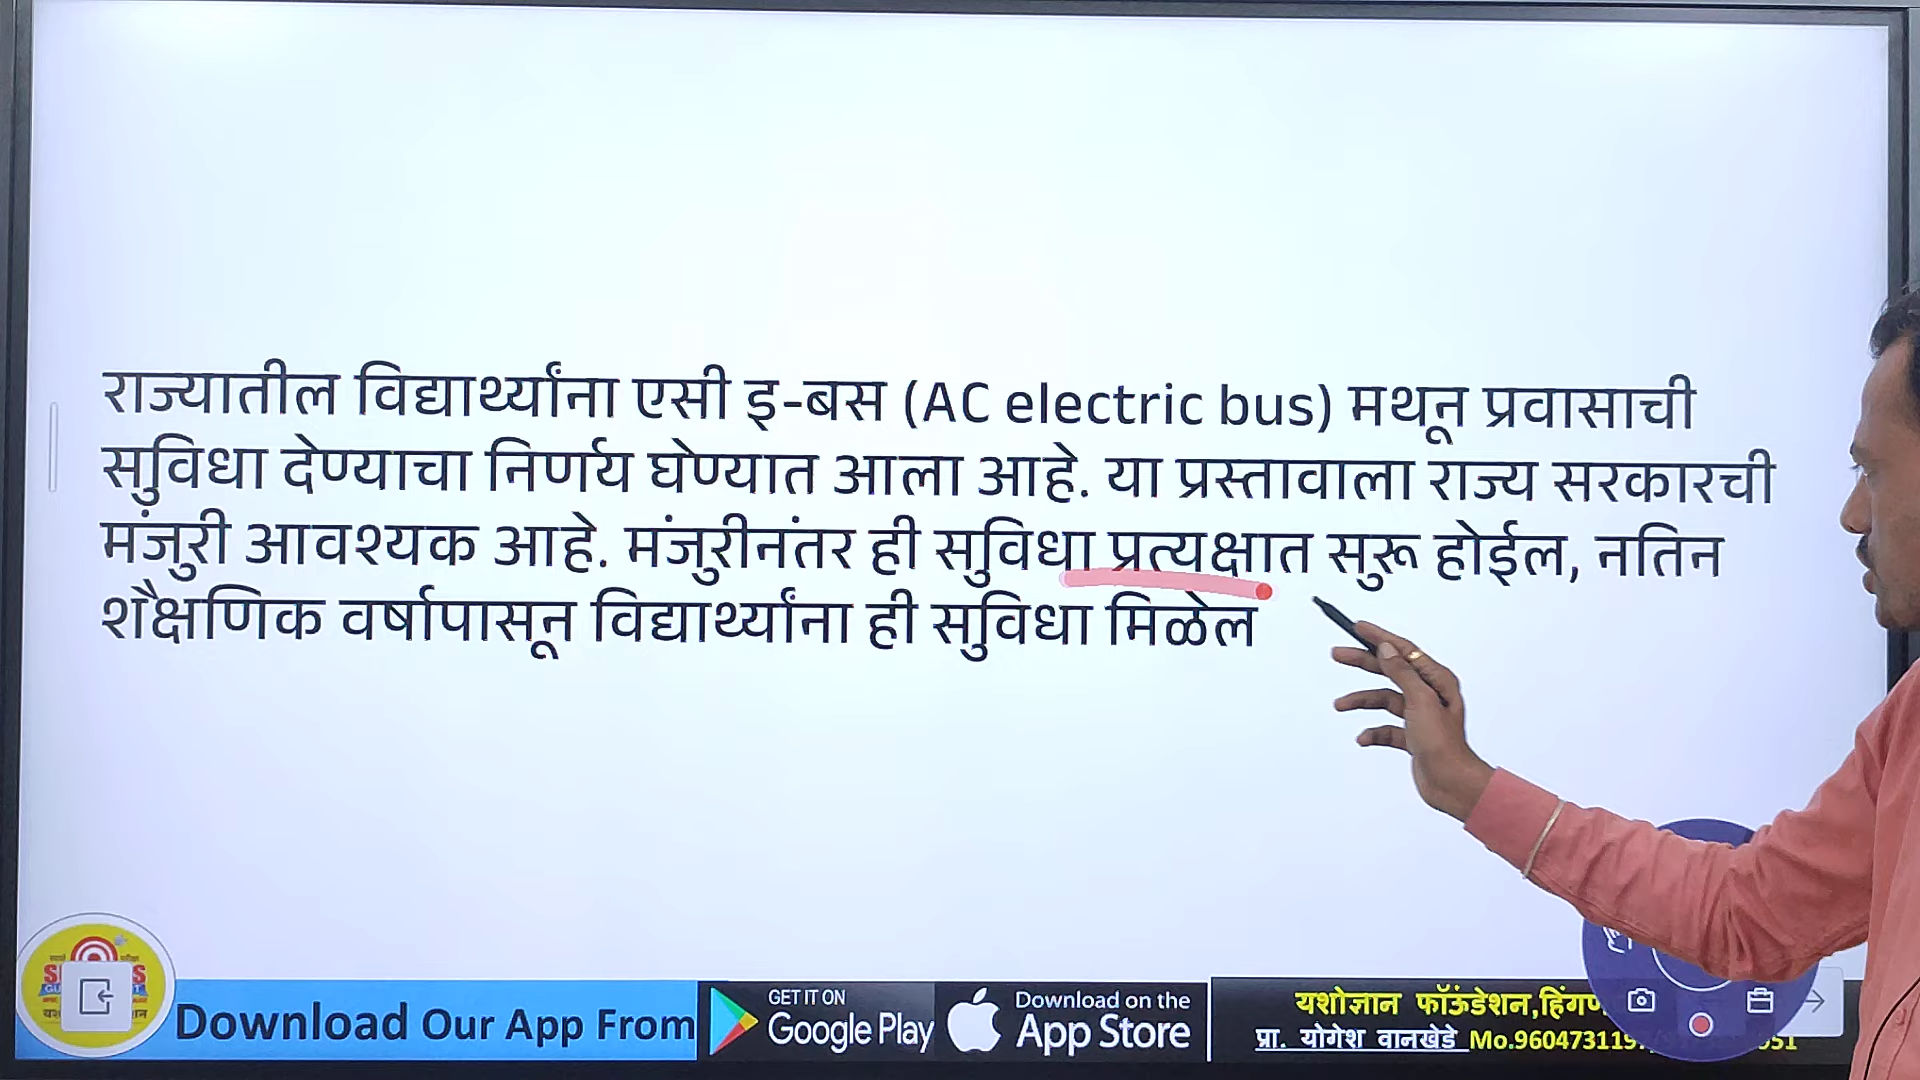 राज्यातील विद्यार्थ्यांना एसी इ-बस (AC electric bus) मथून प्रवासाची
सुविधा देण्याचा निर्णय घेण्यात आला आहे. या प्रस्तावाला राज्य सरकारची
मंजुरी आवश्यक आहे. मंजुरीनंतर ही सुविधा प्रत्यक्षात सुरू होईल, नतिन
शैक्षणिक वर्षापासून विद्यार्थ्यांना ही सुविधा मिळेल
Download Our App From
GET IT ON
Google Play
Download on the
App Store
यशोज्ञान फॉऊंडेशन,
प्रा. योगेश वानखेडे Mo.